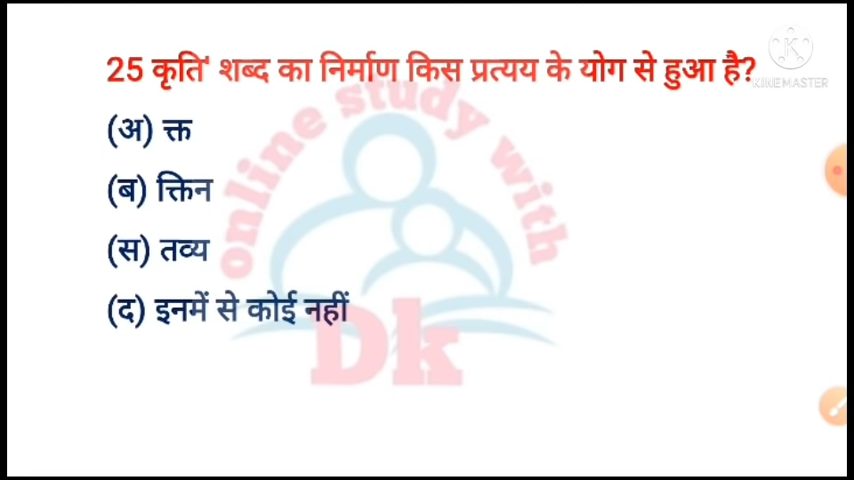 25 कृति' शब्द का निर्माण किस प्रत्यय के योग से हुआ है?
KINEMASTER
(अ) क्त
(ब) क्तिन
(स) तव्य
(द) इनमें से कोई नहीं
online study with
Dk